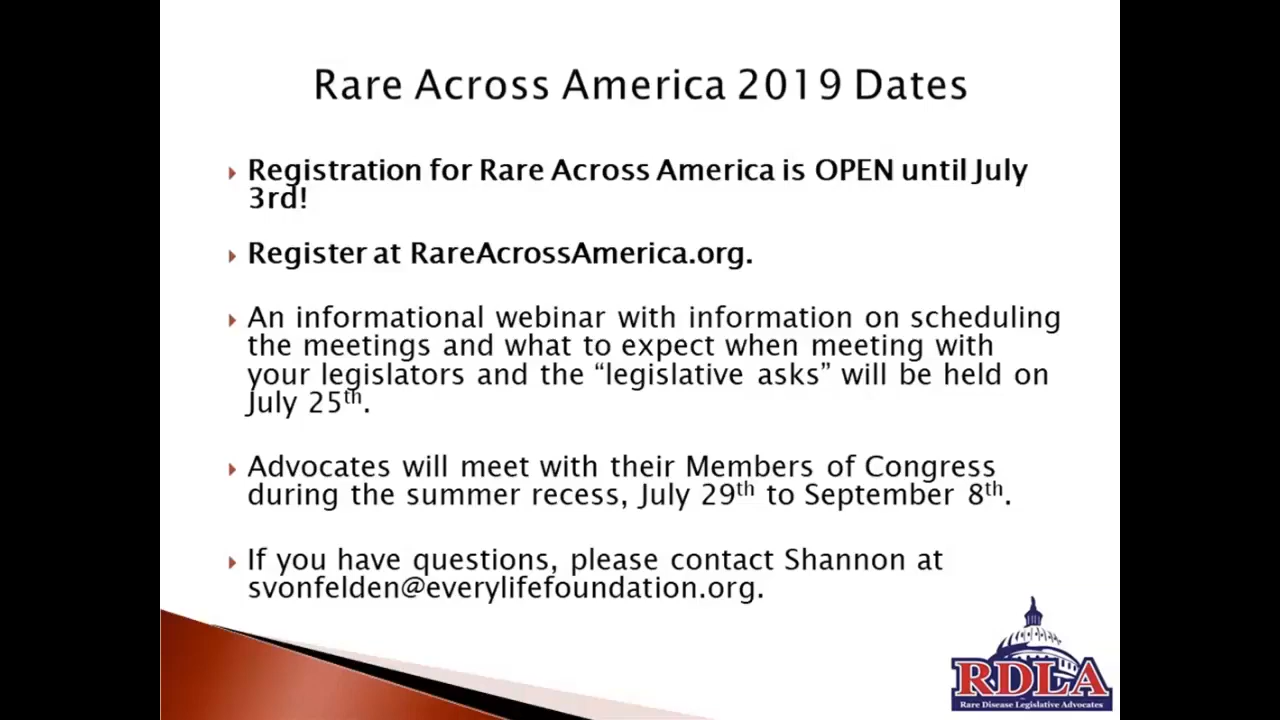 Rare Across America 2019 Dates
Registration for Rare Across America is OPEN until July
3rd!
Register at RareAcrossAmerica.org.
An informational webinar with information on scheduling
the meetings and what to expect when meeting with
your legislators and the “legislative asks” will be held on
July 25th.
Advocates will meet with their Members of Congress
during the summer recess, July 29th to September 8th.
If you have questions, please contact Shannon at
svonfelden@everylifefoundation.org.
RDLA
Rare Disease Legislative Advocates